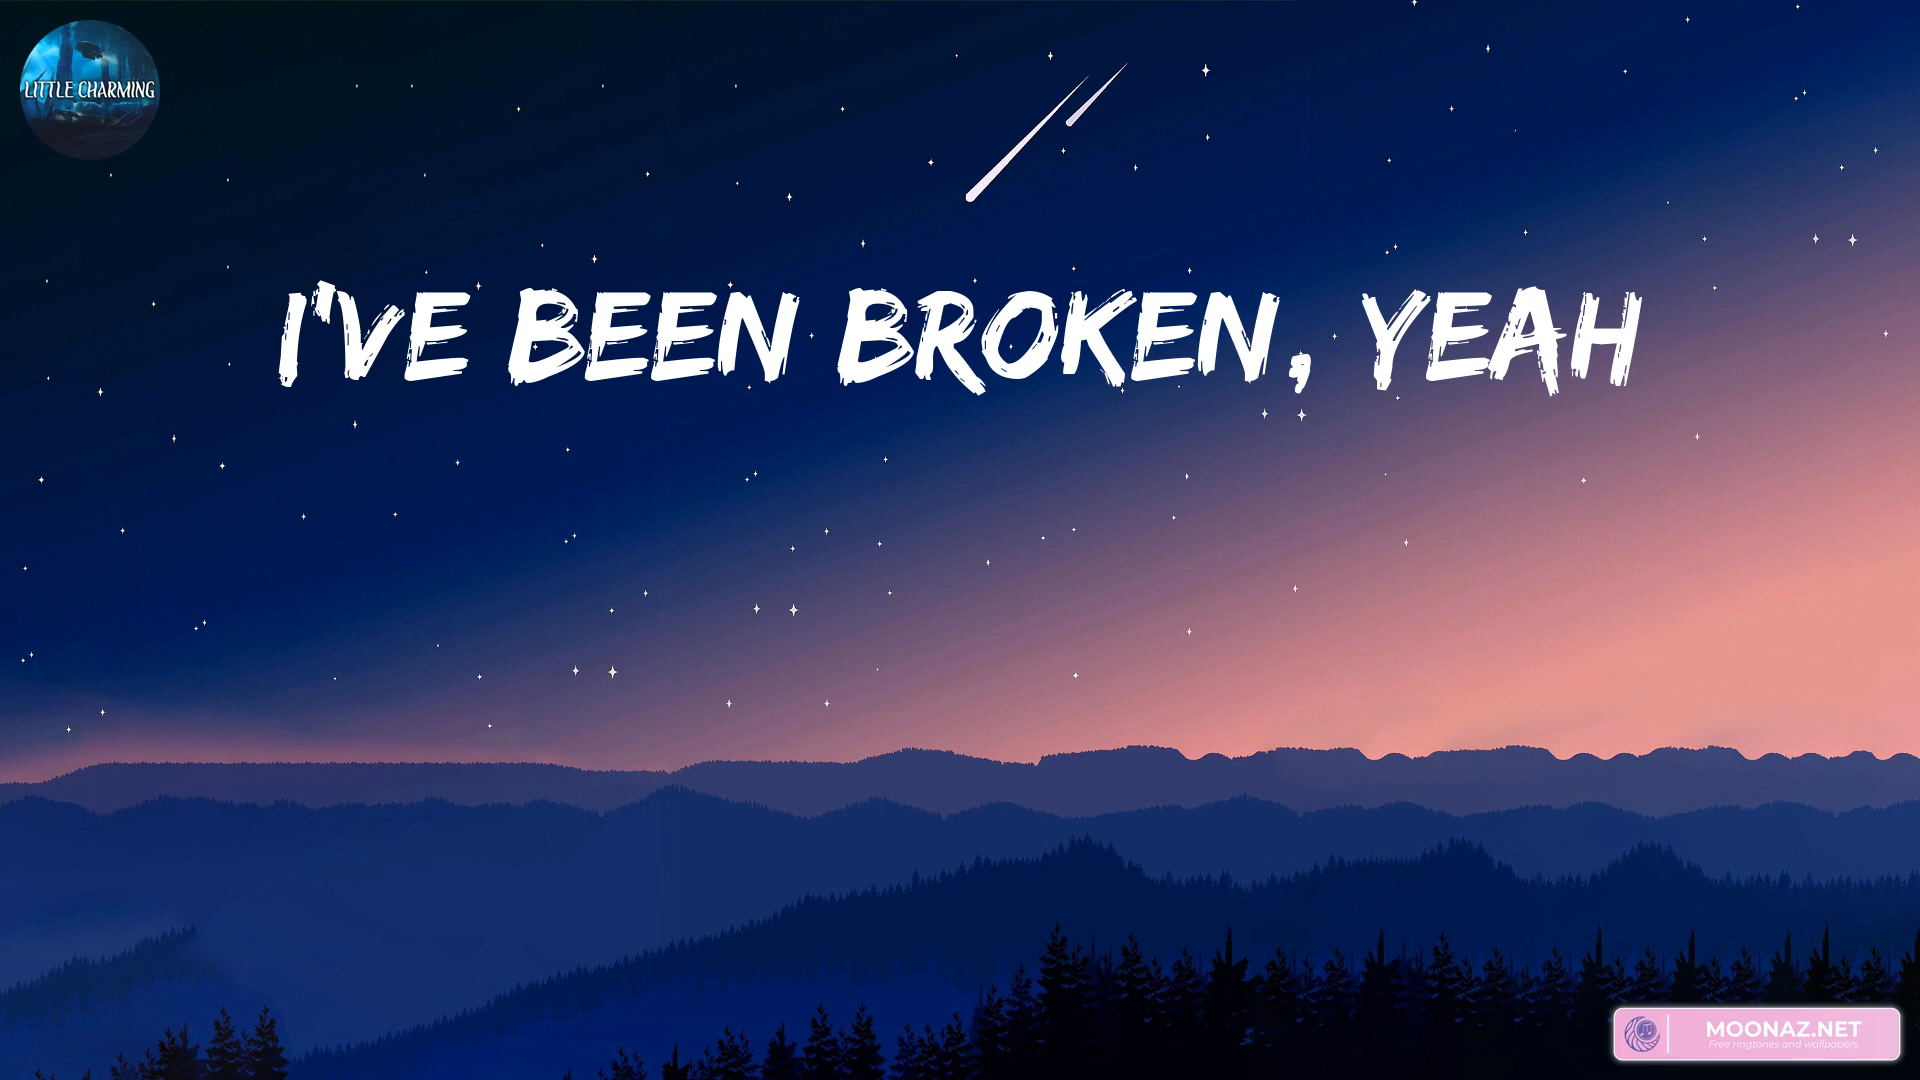 LITTLE CHARMING
I'VE BEEN BROKEN, YEAH
MOONAZ.NET
Free ringtones and wallpapers